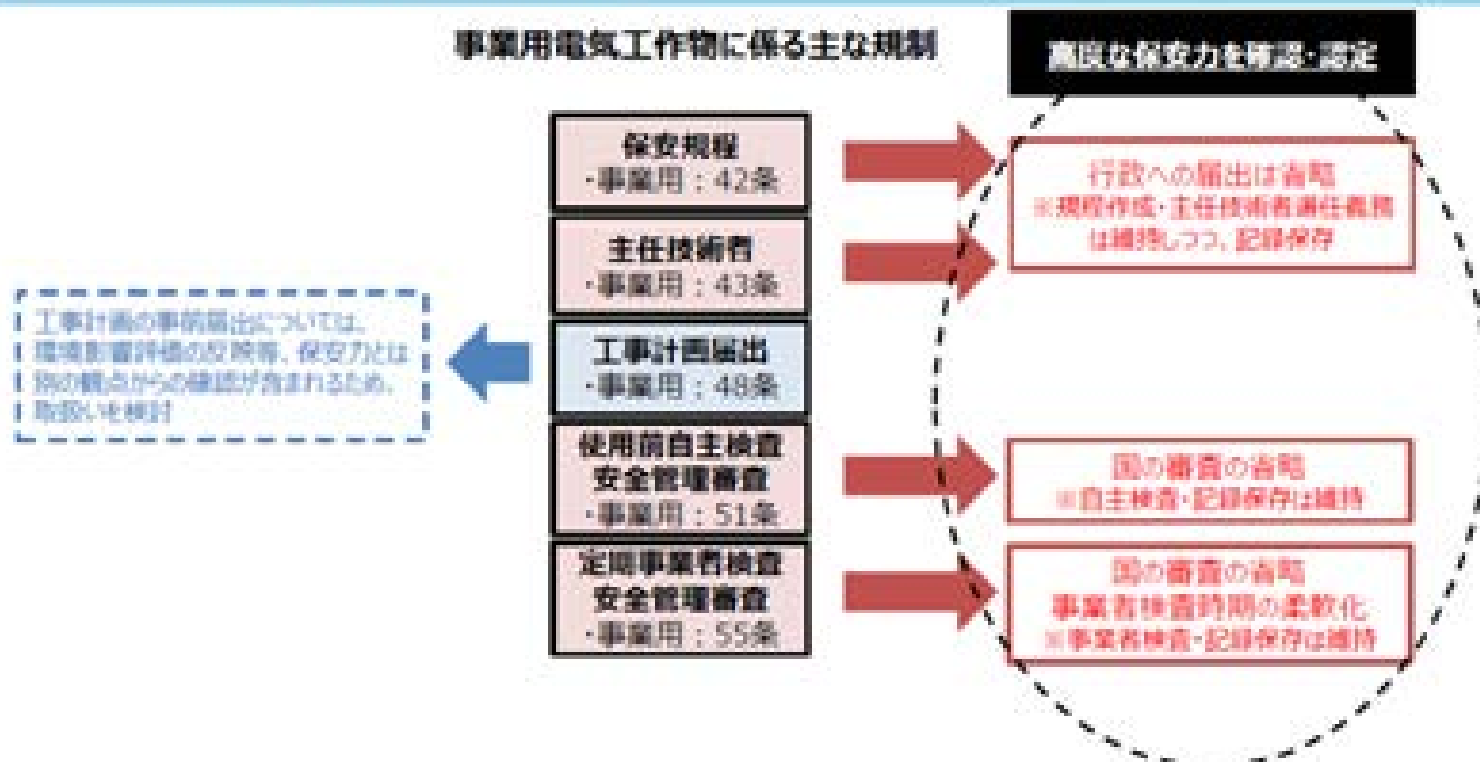 事業用電気工作物に係る主な規制
高度な保安力を確認・認定
保安規程
・事業用：42条
主任技術者
・事業用：43条
工事計画届出
・事業用：48条
使用前自主検査
安全管理審査
・事業用：51条
定期事業者検査
安全管理審査
・事業用：55条
行政への届出は省略
※規程作成・主任技術者選任義務
は維持しつつ、記録保存
国の審査の省略
※自主検査・記録保存は維持
国の審査の省略
事業者検査時期の柔軟化
※事業者検査・記録保存は維持
工事計画の事前届出については、
環境影響評価の反映等、保安力とは
別の観点からの確認が含まれるため、
取扱いを検討